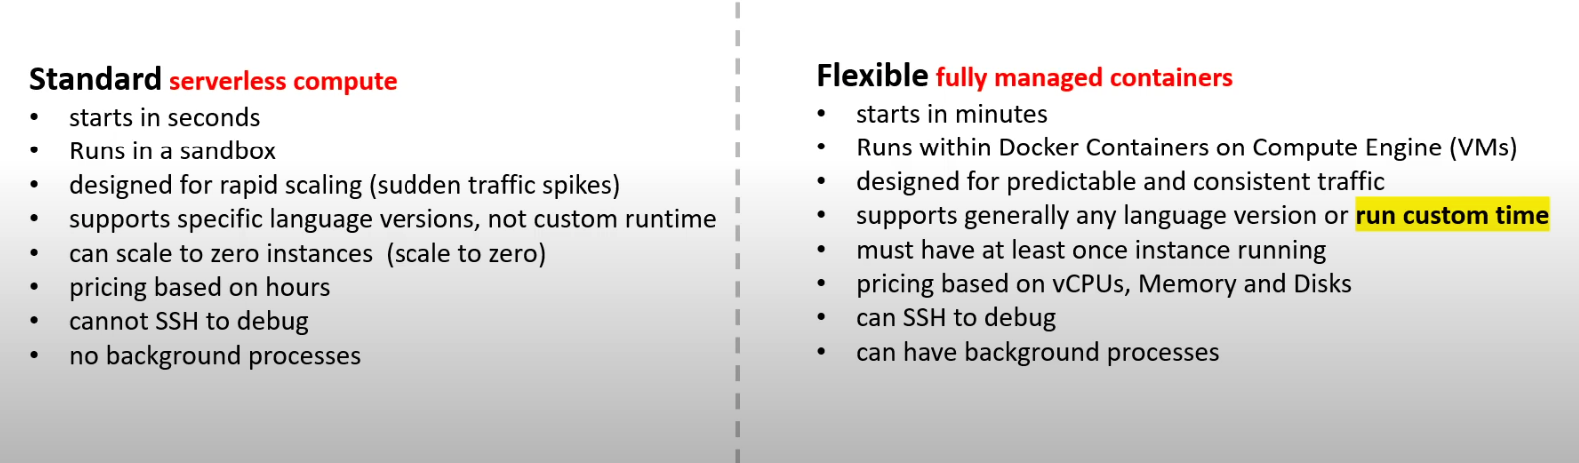 Standard serverless compute
• starts in seconds
• Runs in a sandbox
• designed for rapid scaling (sudden traffic spikes)
• supports specific language versions, not custom runtime
• can scale to zero instances (scale to zero)
• pricing based on hours
• cannot SSH to debug
• no background processes
Flexible fully managed containers
• starts in minutes
• Runs within Docker Containers on Compute Engine (VMs)
• designed for predictable and consistent traffic
• supports generally any language version or run custom time
• must have at least once instance running
• pricing based on vCPUs, Memory and Disks
• can SSH to debug
• can have background processes